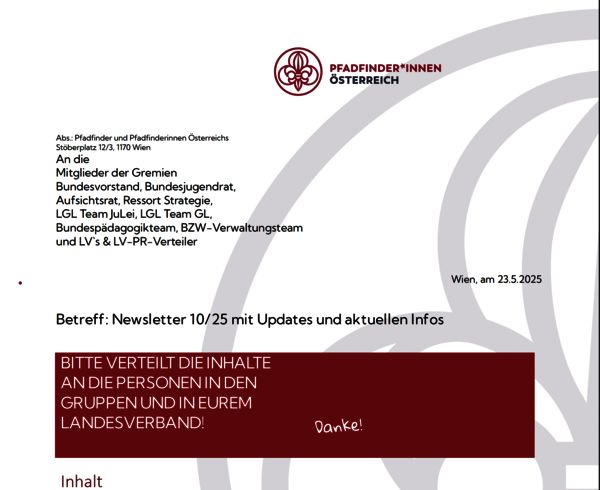 PFADFINDER*INNEN
ÖSTERREICH
Abs.: Pfadfinder und Pfadfinderinnen Österreichs
Stöberplatz 12/3, 1170 Wien
An die
Mitglieder der Gremien
Bundesvorstand, Bundesjugendrat,
Aufsichtsrat, Ressort Strategie,
LGL Team JuLei, LGL Team GL,
Bundespädagogikteam, BZW-Verwaltungsteam
und LV`s & LV-PR-Verteiler
Wien, am 23.5.2025
Betreff: Newsletter 10/25 mit Updates und aktuellen Infos
BITTE VERTEILT DIE INHALTE
AN DIE PERSONEN IN DEN
GRUPPEN UND IN EUREM
LANDESVERBAND!
Danke!
Inhalt